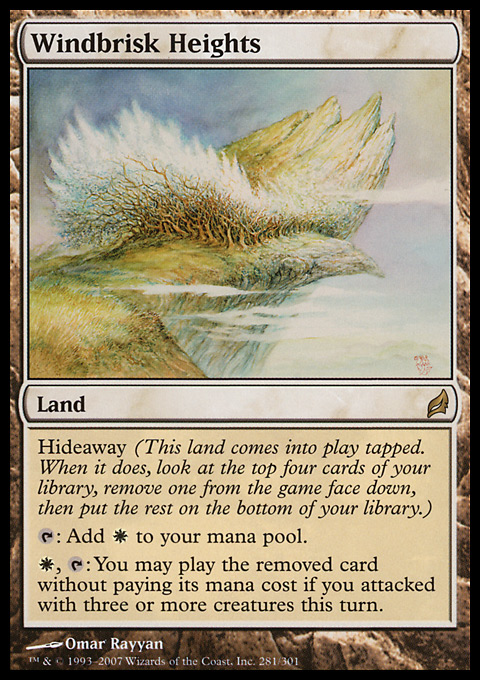 Windbrisk Heights
Land
Hideaway (This land comes into play tapped.
When it does, look at the top four cards of your
library, remove one from the game face down,
then put the rest on the bottom of your library.)
: Add to your mana pool.
, :You may play the removed card
without paying its mana cost if you attacked
with three or more creatures this turn.
Omar Rayyan
™ & © 1993–2007 Wizards of the Coast, Inc. 281/301